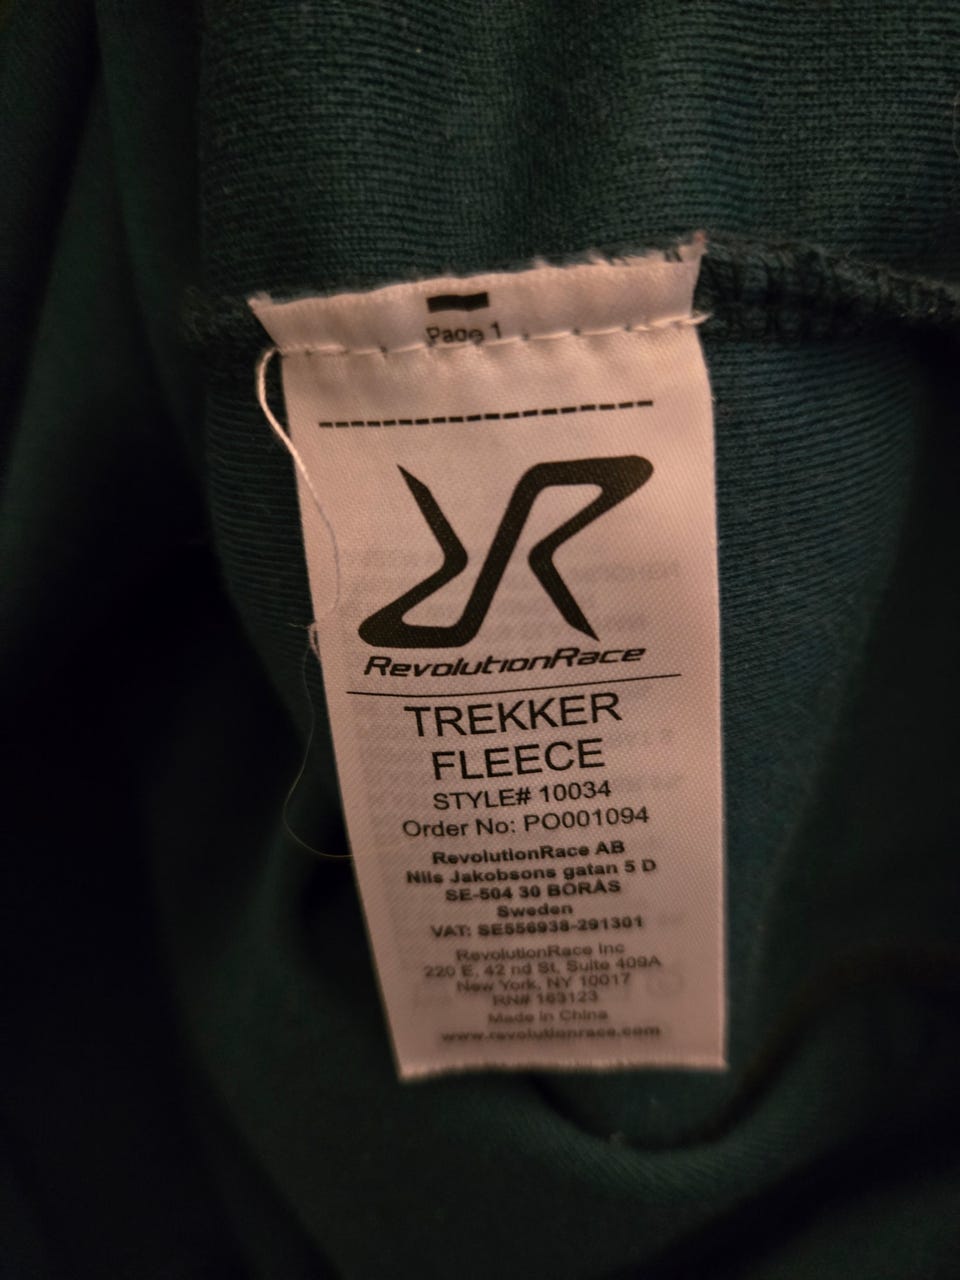 Page 1
RevolutionRace
TREKKER
FLEECE
STYLE# 10034
Order No: PO001094
RevolutionRace AB
Nils Jakobsons gatan 5 D
SE-504 30 BORÅS
Sweden
VAT: SE556938-291301
RevolutionRace Inc
220 E, 42 nd St, Suite 409A
New York, NY 10017
RN# 163123
Made in China
www.revolutionrace.com